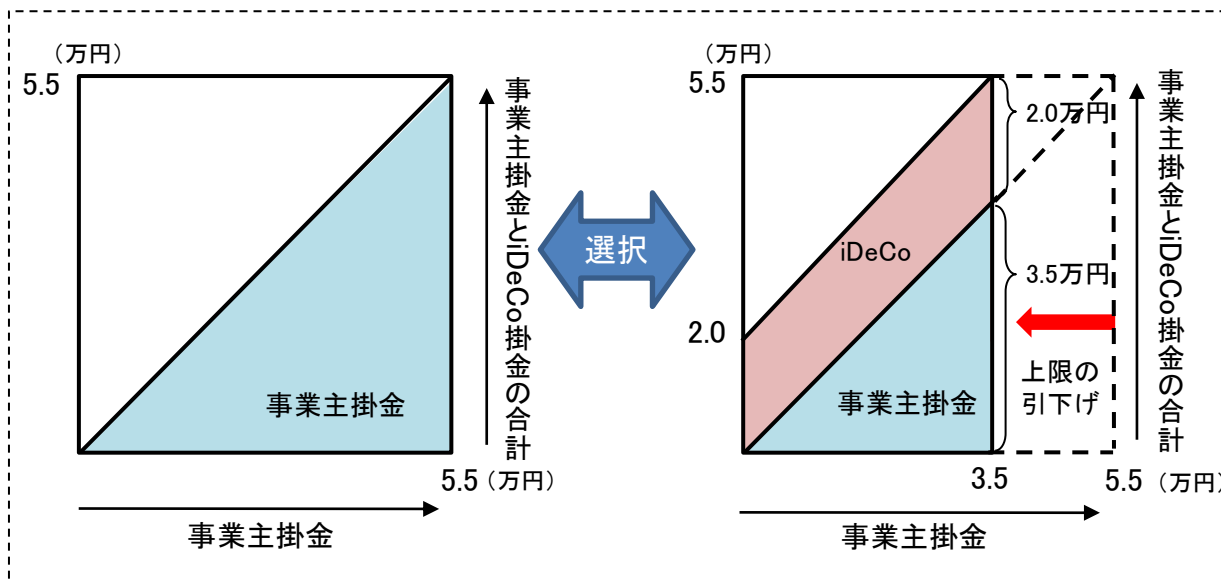 （万円）
5.5
事業主掛金
5.5（万円）
事業主掛金
事業主掛金とiDeCo掛金の合計
選択
（万円）
5.5
2.0万円
iDeCo
3.5万円
2.0
上限の
引下げ
事業主掛金
3.5
5.5（万円）
事業主掛金
事業主掛金とiDeCo掛金の合計